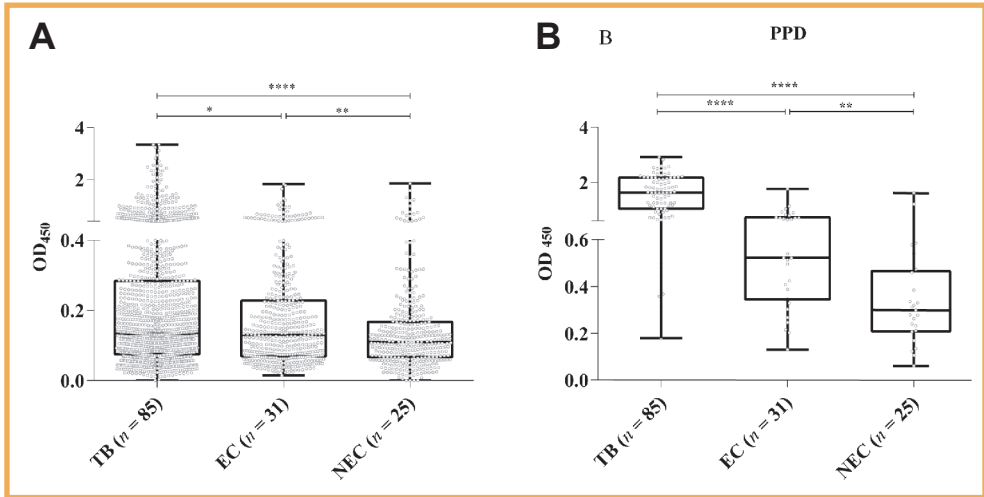 A
****
*
**
4
2
0.4
0.2
0.0
OD450
TB (n = 85)
EC (n = 31)
NEC (n = 25)
B
B
PPD
****
****
**
4
2
0.6
0.4
0.2
0.0
OD 450
TB (n = 85)
EC (n = 31)
NEC (n = 25)